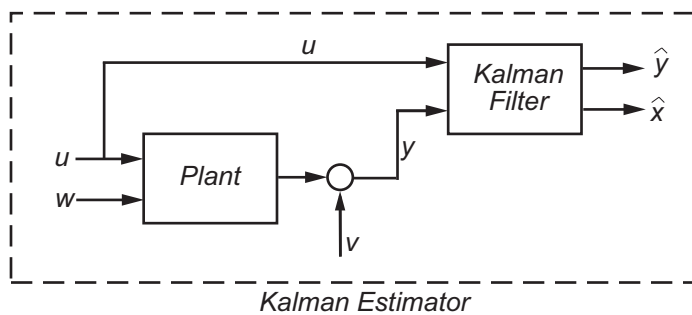 u
Kalman
Filter
ŷ
x̂
y
u
Plant
w
v
Kalman Estimator